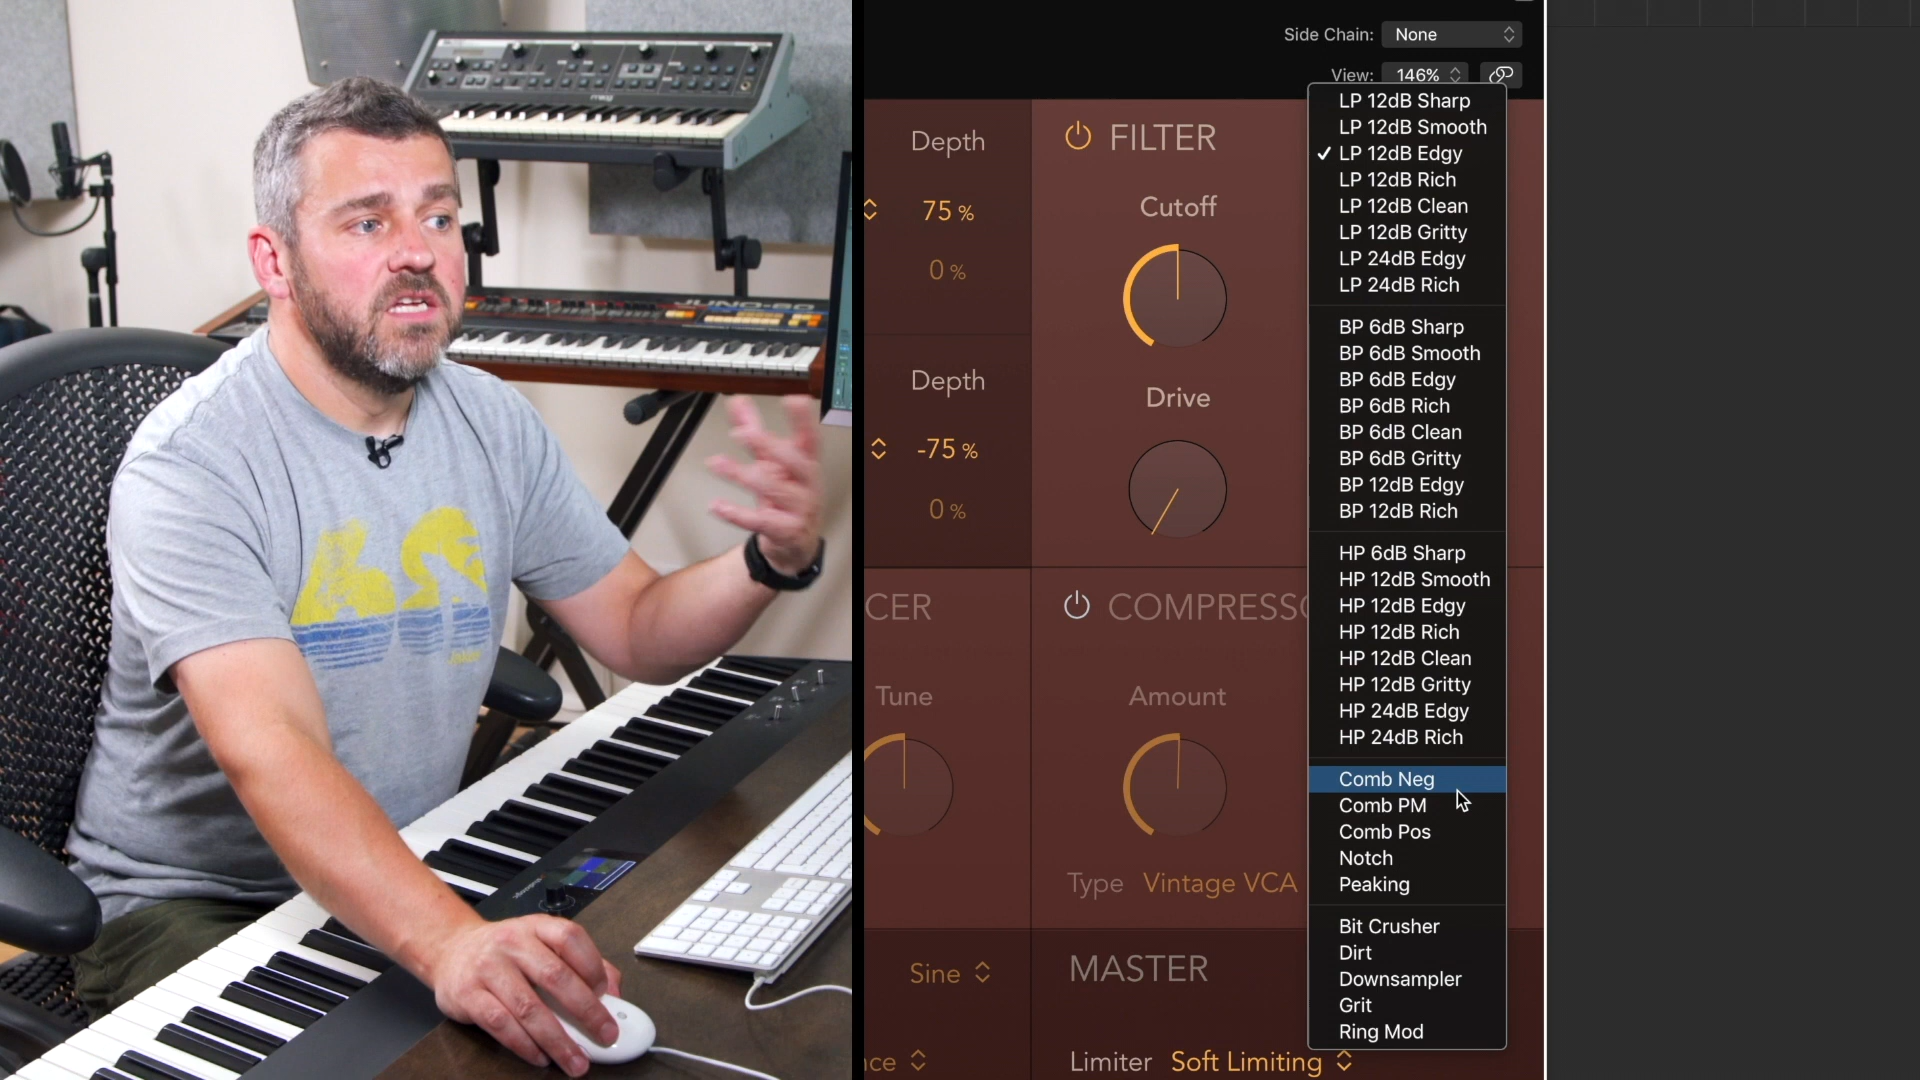 moog
JUNO-60
Side Chain: None
View: 146%
Depth
75 %
0 %
Depth
-75 %
0 %
FILTER
Cutoff
Drive
LP 12dB Sharp
LP 12dB Smooth
✓ LP 12dB Edgy
LP 12dB Rich
LP 12dB Clean
LP 12dB Gritty
LP 24dB Edgy
LP 24dB Rich
BP 6dB Sharp
BP 6dB Smooth
BP 6dB Edgy
BP 6dB Rich
BP 6dB Clean
BP 6dB Gritty
BP 12dB Edgy
BP 12dB Rich
HP 6dB Sharp
HP 12dB Smooth
HP 12dB Edgy
HP 12dB Rich
HP 12dB Clean
HP 12dB Gritty
HP 24dB Edgy
HP 24dB Rich
Comb Neg
Comb PM
Comb Pos
Notch
Peaking
Bit Crusher
Dirt
Downsampler
Grit
Ring Mod
CER
Tune
COMPRESSO
Amount
Type Vintage VCA
Sine
nce
MASTER
Limiter Soft Limiting